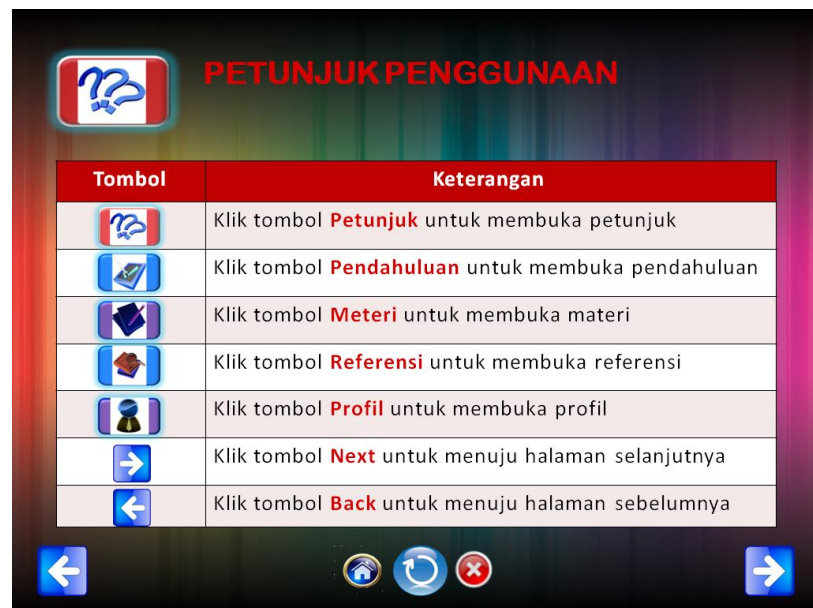 PETUNJUK PENGGUNAAN
Tombol Keterangan
Klik tombol Petunjuk untuk membuka petunjuk
Klik tombol Pendahuluan untuk membuka pendahuluan
Klik tombol Meteri untuk membuka materi
Klik tombol Referensi untuk membuka referensi
Klik tombol Profil untuk membuka profil
Klik tombol Next untuk menuju halaman selanjutnya
Klik tombol Back untuk menuju halaman sebelumnya